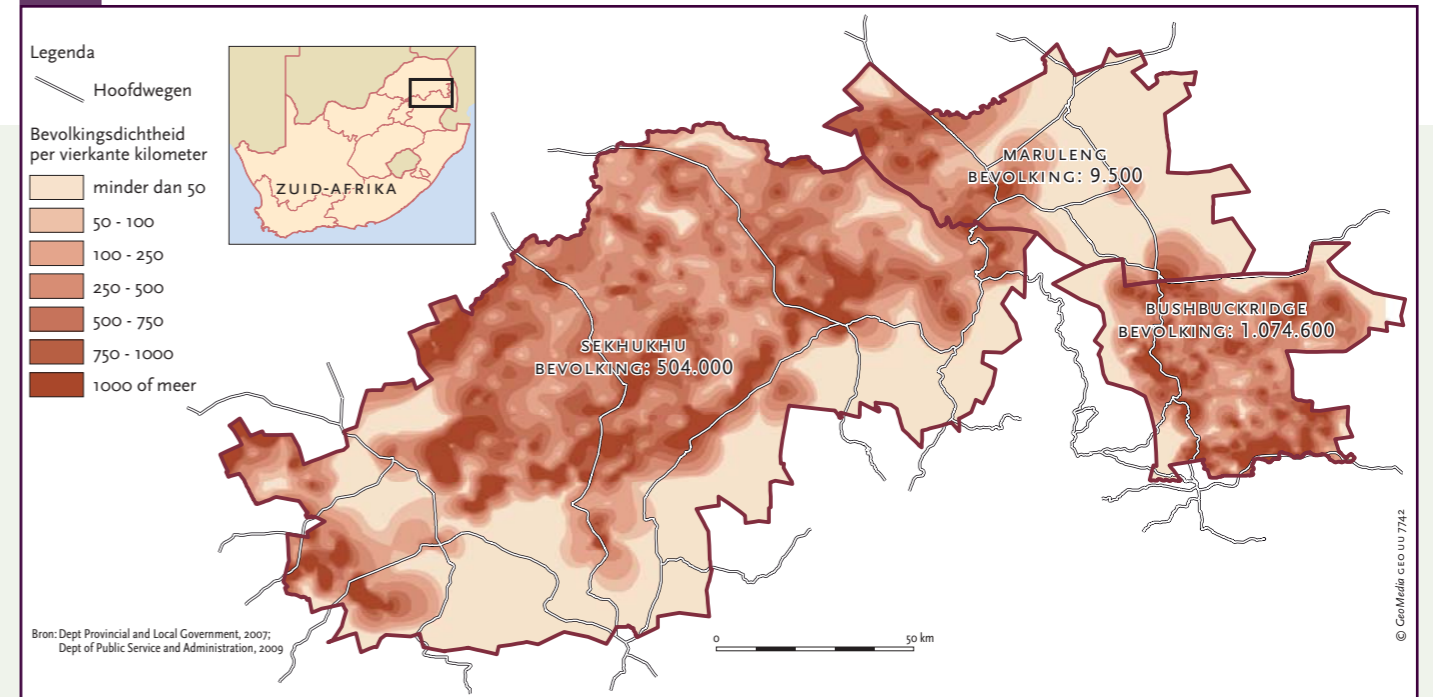 Legenda
Hoofdwegen
Bevolkingsdichtheid
per vierkante kilometer
minder dan 50
50 - 100
100 - 250
250 - 500
500 - 750
750 - 1000
1000 of meer
ZUID-AFRIKA
MARULENG
BEVOLKING: 9.500
BUSHBUCKRIDGE
BEVOLKING: 1.074.600
SEKHUKHU
BEVOLKING: 504.000
Bron: Dept Provincial and Local Government, 2007;
Dept of Public Service and Administration, 2009
0 50 km
© GeoMedia GEO UU 7742